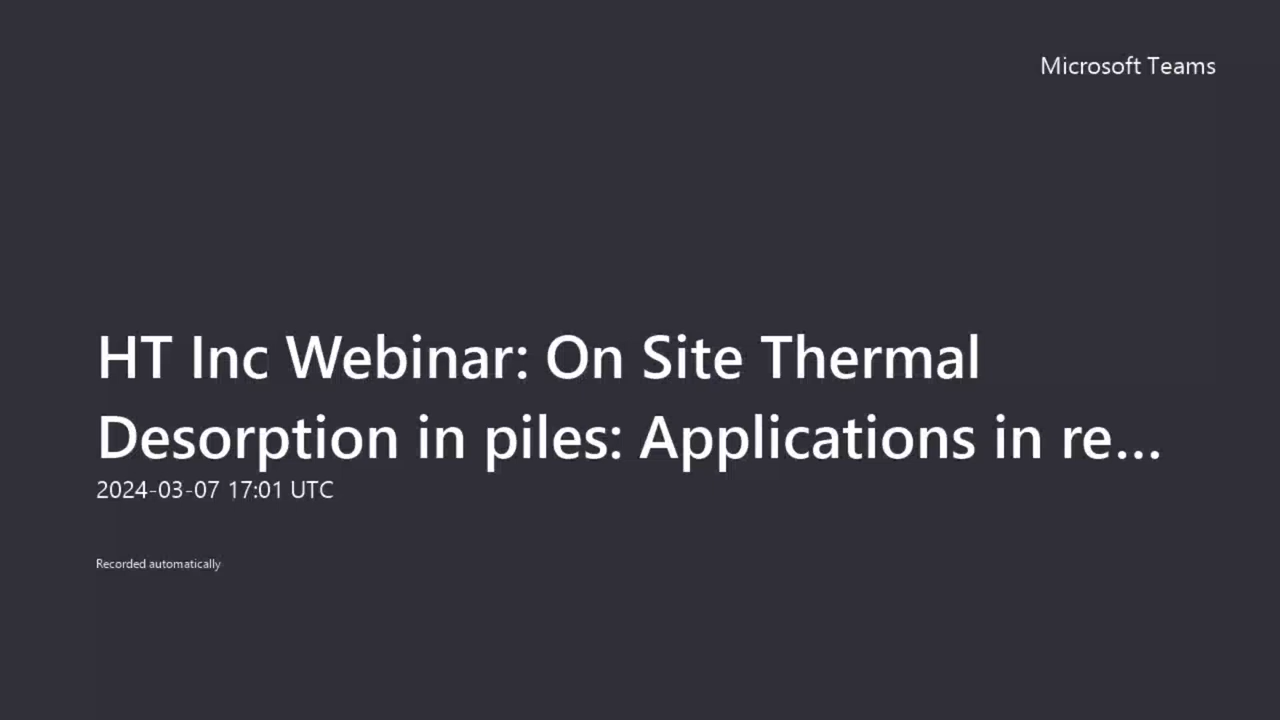 Microsoft Teams
HT Inc Webinar: On Site Thermal
Desorption in piles: Applications in re...
2024-03-07 17:01 UTC
Recorded automatically